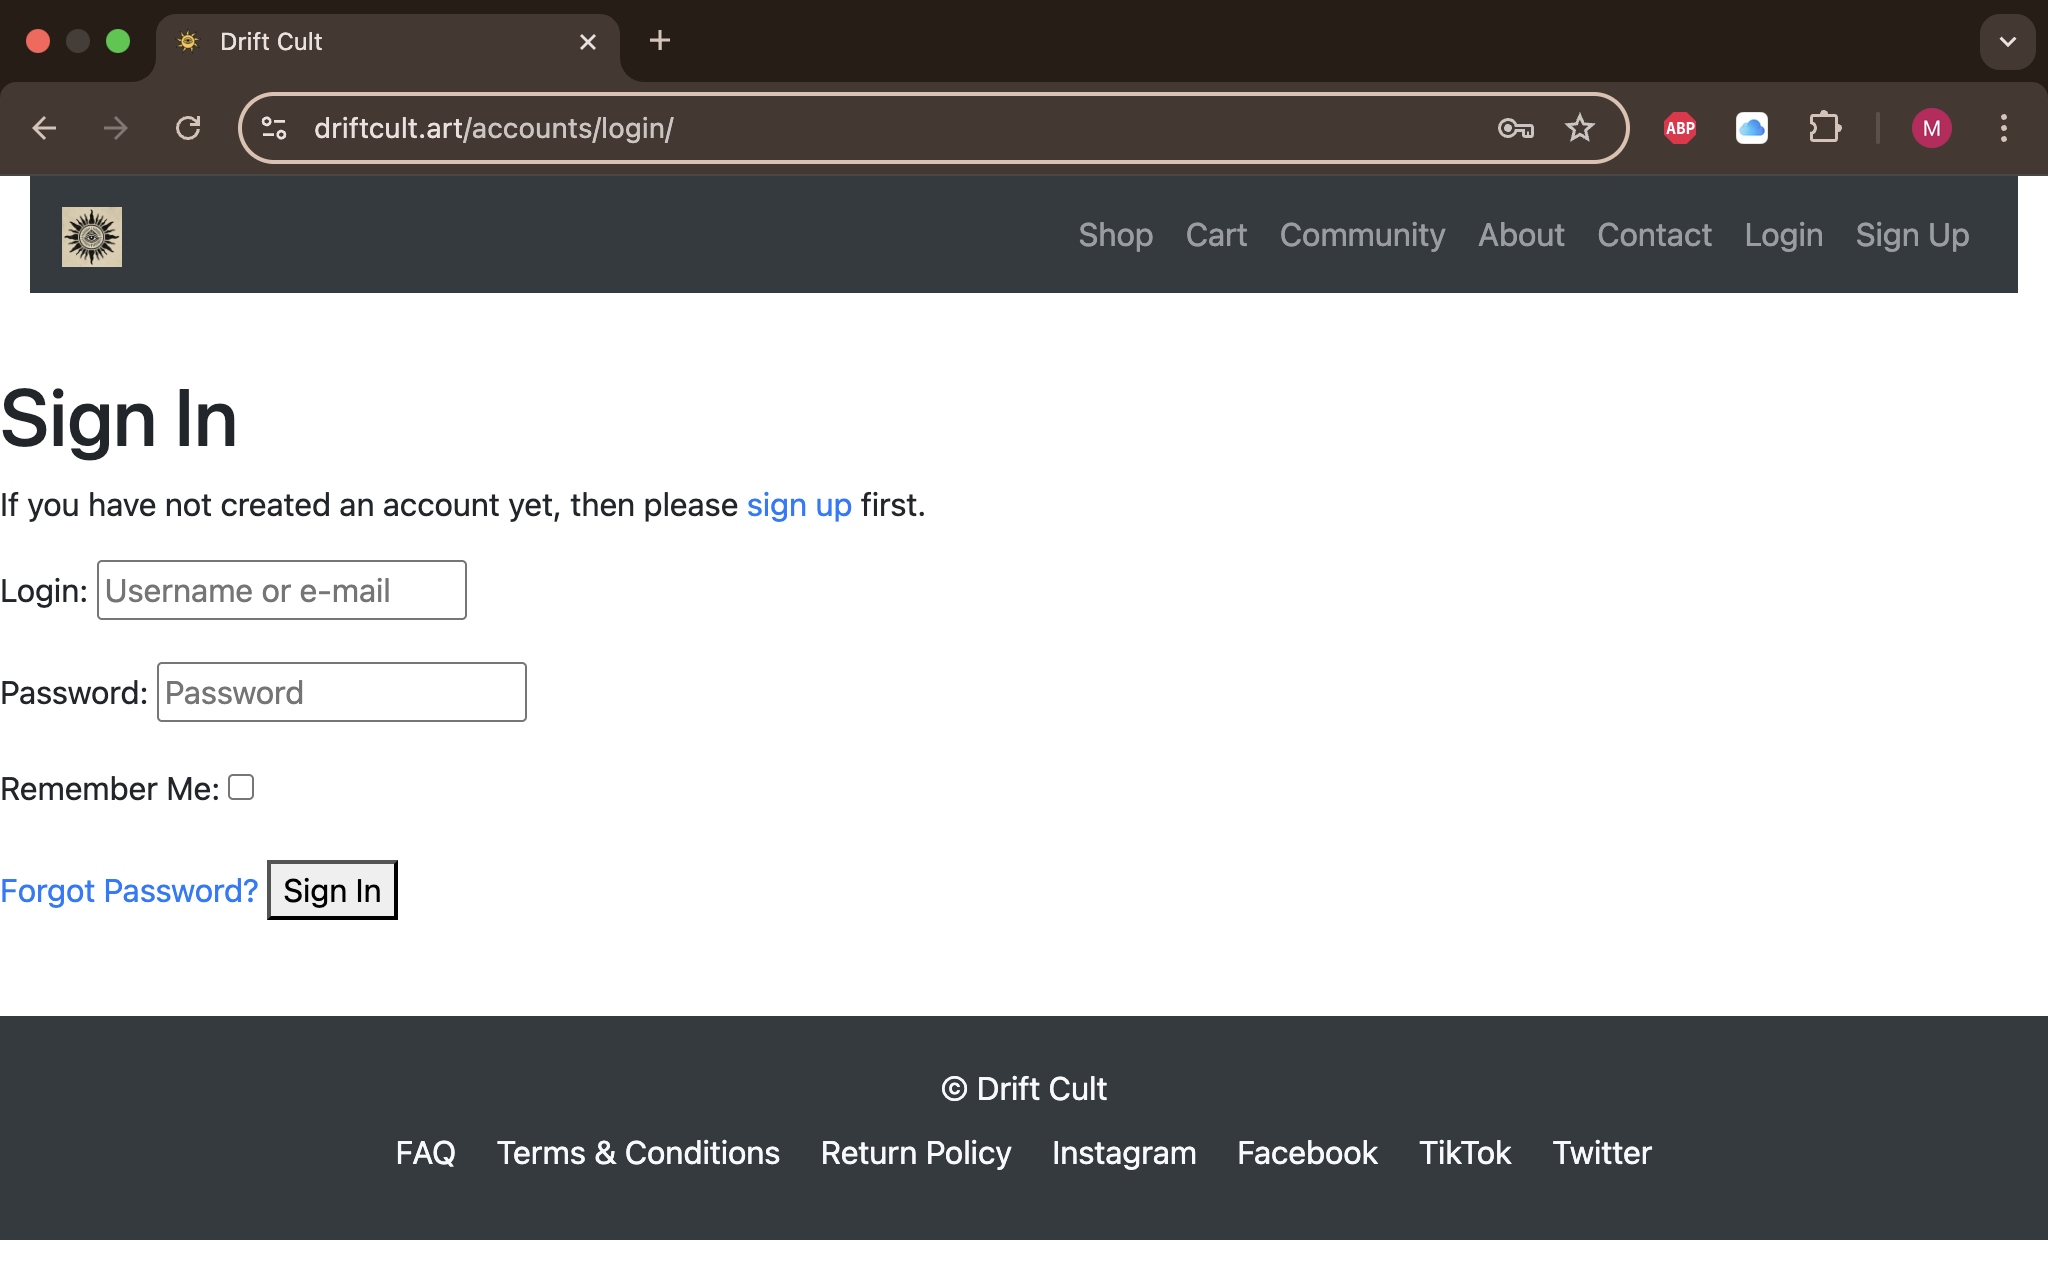 Drift Cult
driftcult.art/accounts/login/
ABP
M
Shop Cart Community About Contact Login Sign Up
Sign In
If you have not created an account yet, then please sign up first.
Login: Username or e-mail
Password: Password
Remember Me:
Forgot Password? Sign In
© Drift Cult
FAQ Terms & Conditions Return Policy Instagram Facebook TikTok Twitter